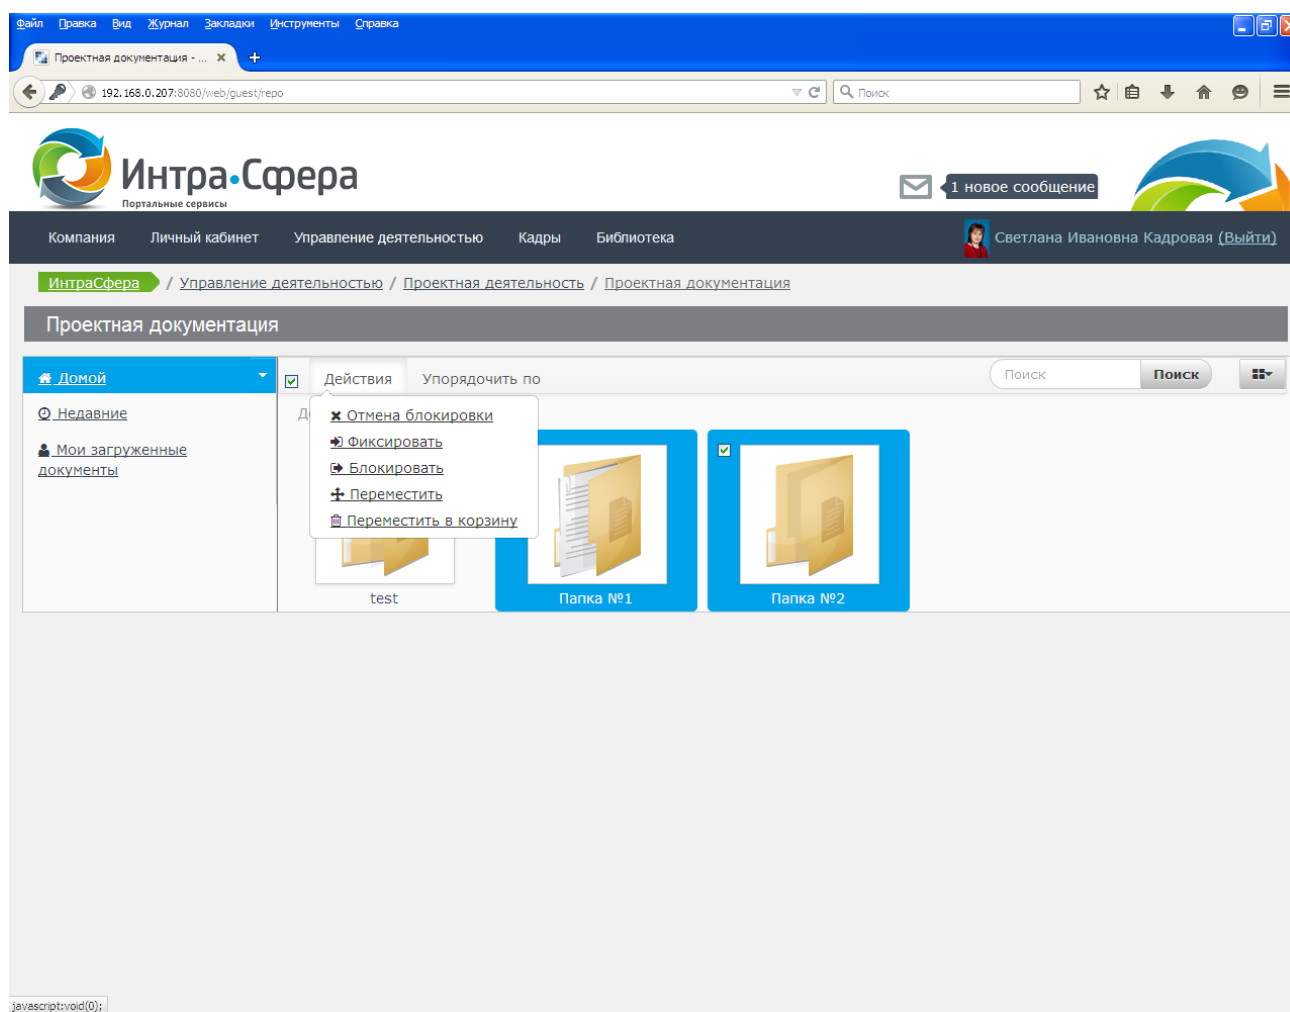 Файл Правка Вид Журнал Закладки Инструменты Справка
Проектная документация - ...
192.168.0.207:8080/web/guest/repo
Поиск
Интра•Сфера
Портальные сервисы
1 новое сообщение
Компания Личный кабинет Управление деятельностью Кадры Библиотека
Светлана Ивановна Кадровая (Выйти)
ИнтраСфера / Управление деятельностью / Проектная деятельность / Проектная документация
Проектная документация
Домой
Недавние
Мои загруженные
документы
Действия Упорядочить по
Поиск Поиск
Отмена блокировки
Фиксировать
Блокировать
Переместить
Переместить в корзину
test
Папка №1
Папка №2
javascript:void(0);